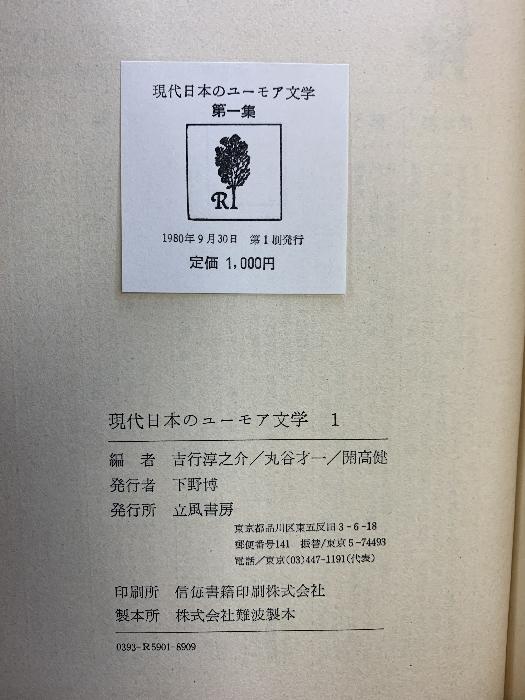 現代日本のユーモア文学
第一集
R
1980年9月30日 第1刷発行
定価 1,000円
現代日本のユーモア文学 1
編者 吉行淳之介/丸谷才一/開高健
発行者 下野博
発行所 立風書房
東京都品川区東五反田3-6-18
郵便番号141 振替/東京5-74493
電話/東京(03)447-1191(代表)
印刷所 信毎書籍印刷株式会社
製本所 株式会社難波製本
0393-R5901-8909